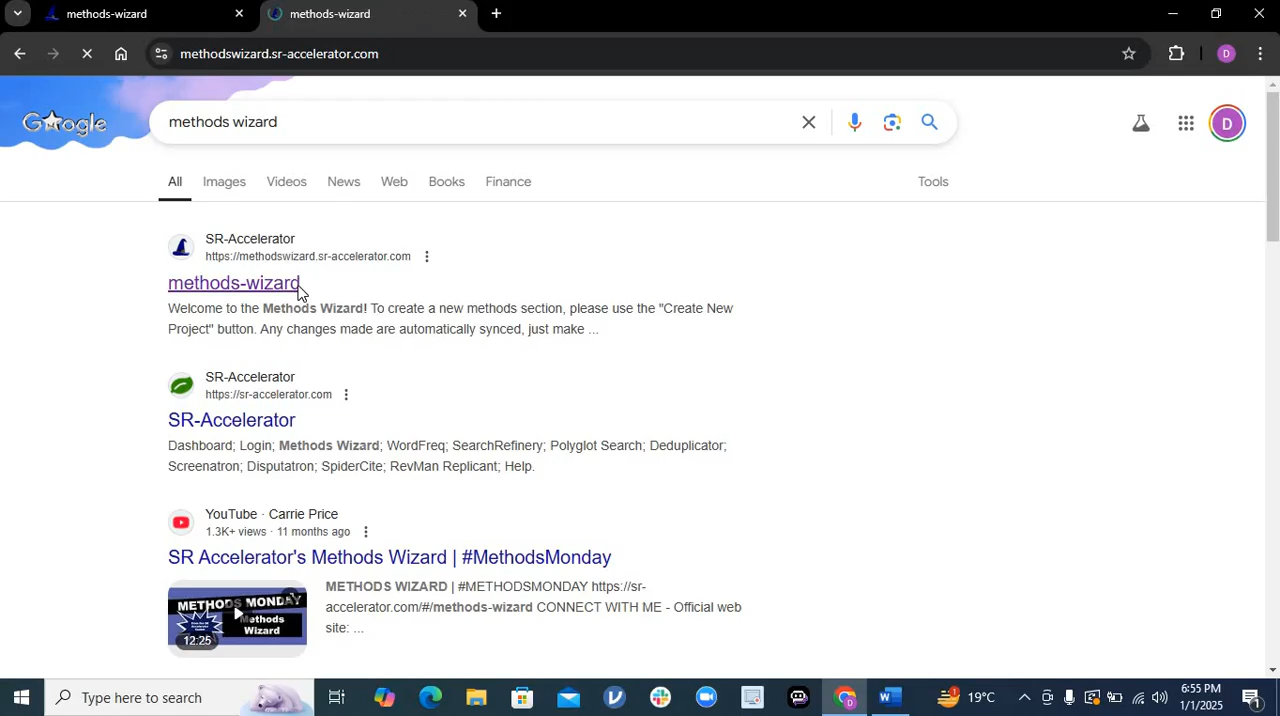 methods-wizard
methods-wizard
methodswizard.sr-accelerator.com
D
Google
methods wizard
D
All
Images
Videos
News
Web
Books
Finance
Tools
SR-Accelerator
https://methodswizard.sr-accelerator.com
methods-wizard
Welcome to the Methods Wizard! To create a new methods section, please use the "Create New
Project" button. Any changes made are automatically synced, just make ...
SR-Accelerator
https://sr-accelerator.com
SR-Accelerator
Dashboard; Login; Methods Wizard; WordFreq; SearchRefinery; Polyglot Search; Deduplicator;
Screenatron; Disputatron; SpiderCite; RevMan Replicant; Help.
YouTube · Carrie Price
1.3K+ views · 11 months ago
SR Accelerator's Methods Wizard | #MethodsMonday
METHODS MONDAY
Methods
Wizard
12:25
METHODS WIZARD | #METHODSMONDAY https://sr-
accelerator.com/#/methods-wizard CONNECT WITH ME - Official web
site: ...
Type here to search
D
19°C
6:55 PM
1/1/2025
1